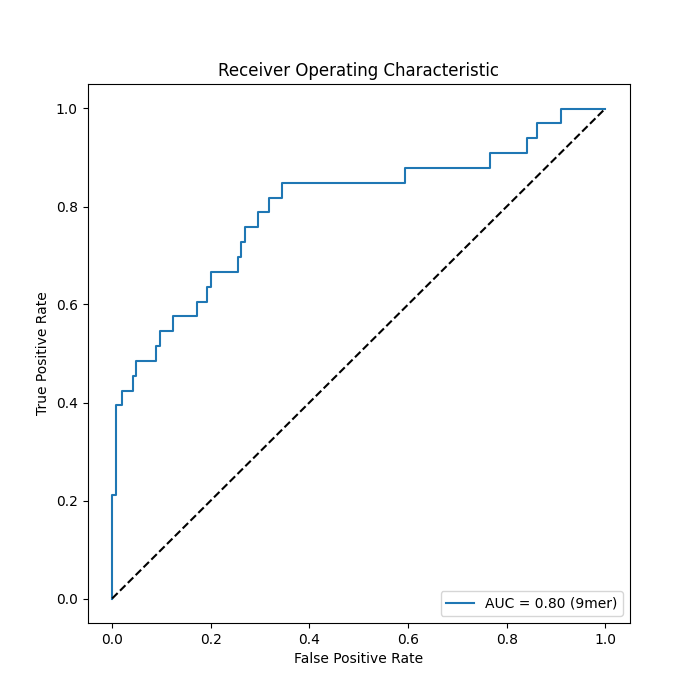 Receiver Operating Characteristic
1.0
0.8
0.6
0.4
0.2
0.0
True Positive Rate
AUC = 0.80 (9mer)
0.0 0.2 0.4 0.6 0.8 1.0
False Positive Rate